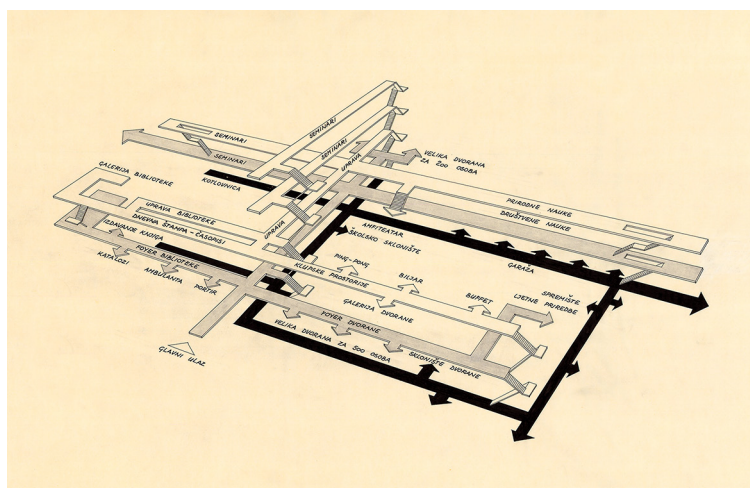 SEMINARI
SEMINARI
SEMINARI
SEMINARI
SEMINARI
UPRAVA
VELIKA DVORANA
ZA 200 OSOBA
GALERIJA BIBLIOTEKE
KOTLOVNICA
UPRAVA BIBLIOTEKE
DNEVNA ŠTAMPA - ČASOPISI
IZDAVANJE KNJIGA
FOYER BIBLIOTEKE
KATALOZI
AMBULANTA
PORTIR
UPRAVA
PRIRODNE NAUKE
DRUŠTVENE NAUKE
AMFITEATAR
ŠKOLSKO SKLONIŠTE
GARAŽA
KLUPSKE PROSTORIJE
PING-PONG
BILJAR
BUFFET
SPREMIŠTE
LJETNE PRIREDBE
GALERIJA DVORANE
FOYER DVORANE
VELIKA DVORANA ZA 500 OSOBA
SKLONIŠTE DVORANE
GLAVNI ULAZ